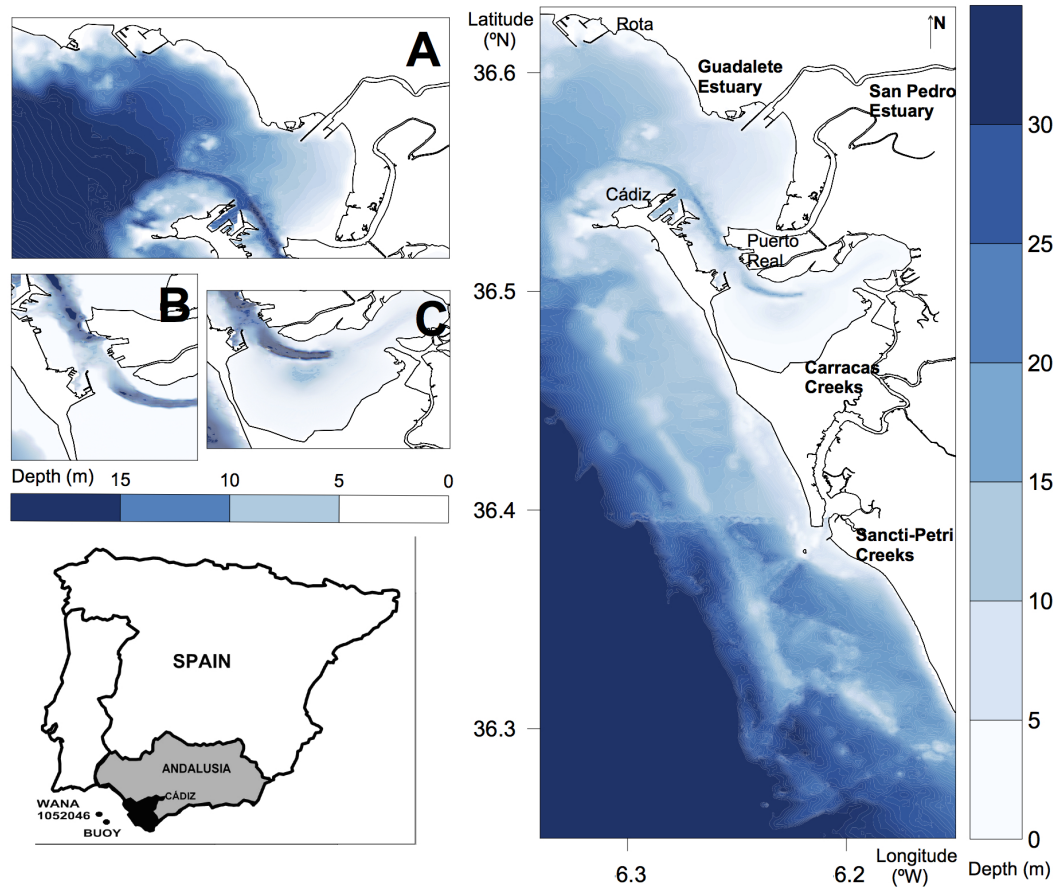 A
B
C
Depth (m)
15
10
5
0
SPAIN
ANDALUSIA
CÁDIZ
WANA
1052046
BUOY
Latitude
(ºN)
36.6
36.5
36.4
36.3
Rota
N
Guadalete
Estuary
San Pedro
Estuary
Cádiz
Puerto
Real
Carracas
Creeks
Sancti-Petri
Creeks
6.3
6.2
Longitude
(ºW)
30
25
20
15
10
5
0
Depth (m)